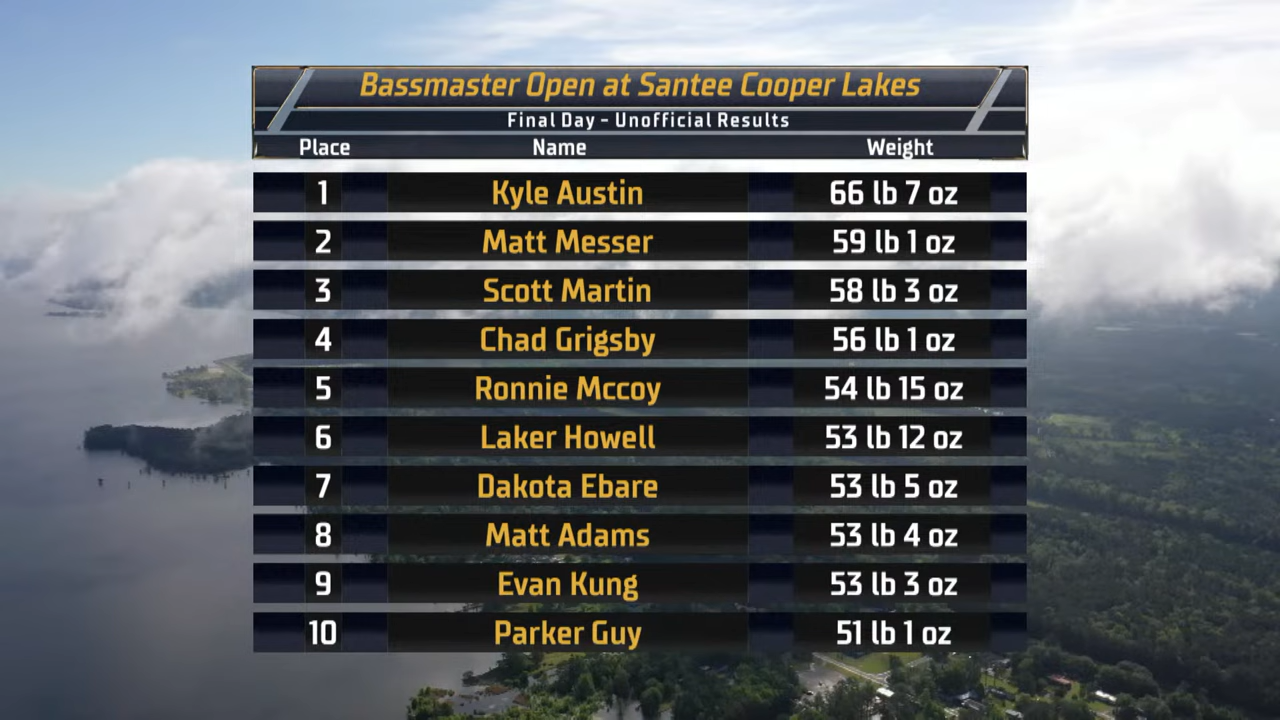 Bassmaster Open at Santee Cooper Lakes
Final Day - Unofficial Results
Place Name Weight
1 Kyle Austin 66 lb 7 oz
2 Matt Messer 59 lb 1 oz
3 Scott Martin 58 lb 3 oz
4 Chad Grigsby 56 lb 1 oz
5 Ronnie Mccoy 54 lb 15 oz
6 Laker Howell 53 lb 12 oz
7 Dakota Ebare 53 lb 5 oz
8 Matt Adams 53 lb 4 oz
9 Evan Kung 53 lb 3 oz
10 Parker Guy 51 lb 1 oz